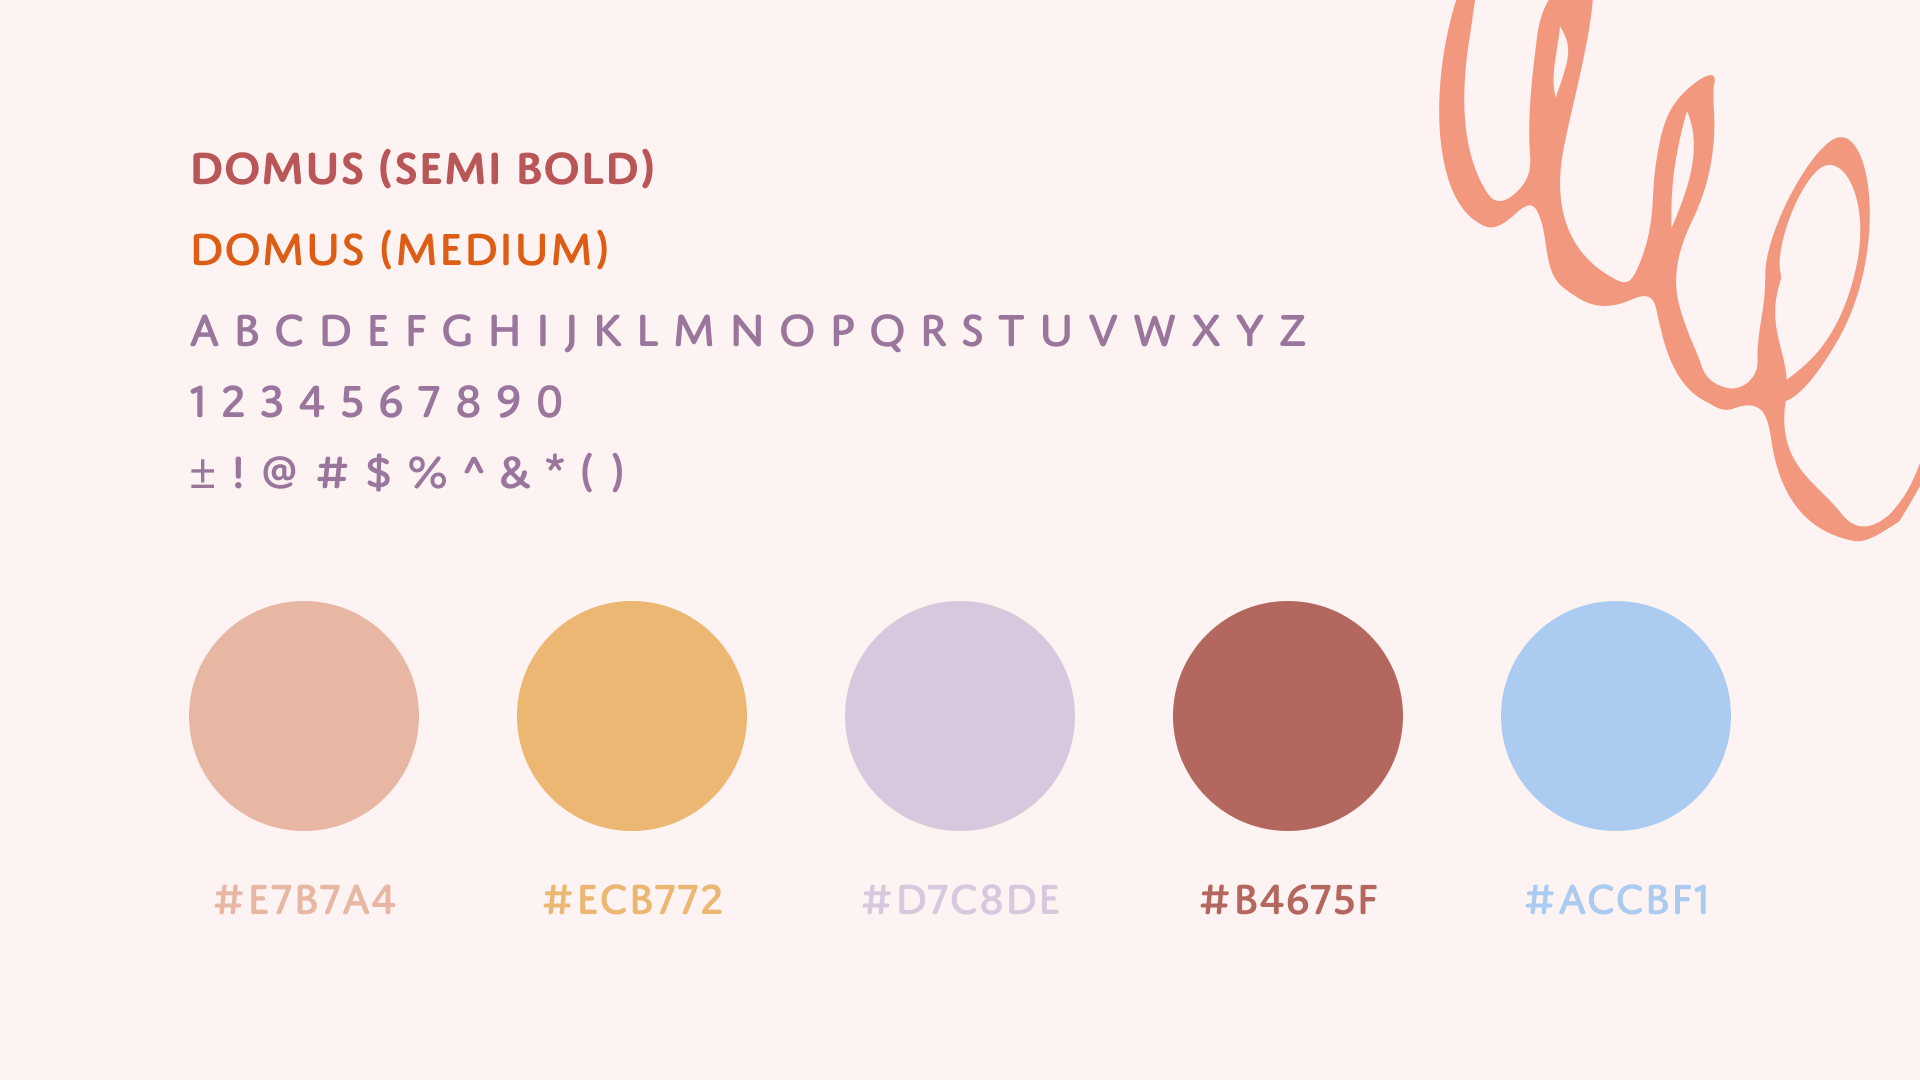 DOMUS (SEMI BOLD)
DOMUS (MEDIUM)
A B C D E F G H I J K L M N O P Q R S T U V W X Y Z
1 2 3 4 5 6 7 8 9 0
± ! @ # $ % ^ & * ( )
#E7B7A4 #ECB772 #D7C8DE #B4675F #ACCBF1